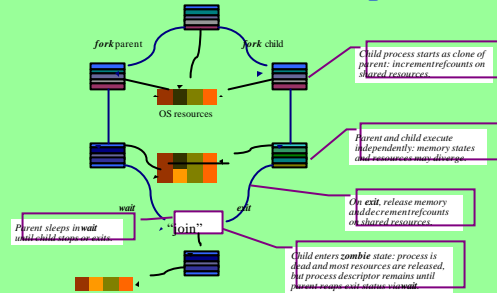 fork parent
fork child
Child process starts as clone of
parent: increment refcounts on
shared resources.
OS resources
Parent and child execute
independently: memory states
and resources may diverge.
wait
exit
On exit, release memory
and decrement refcounts
on shared resources.
Parent sleeps in wait
until child stops or exits.
“join”
Child enters zombie state: process is
dead and most resources are released,
but process descriptor remains until
parent reaps exit status via wait.